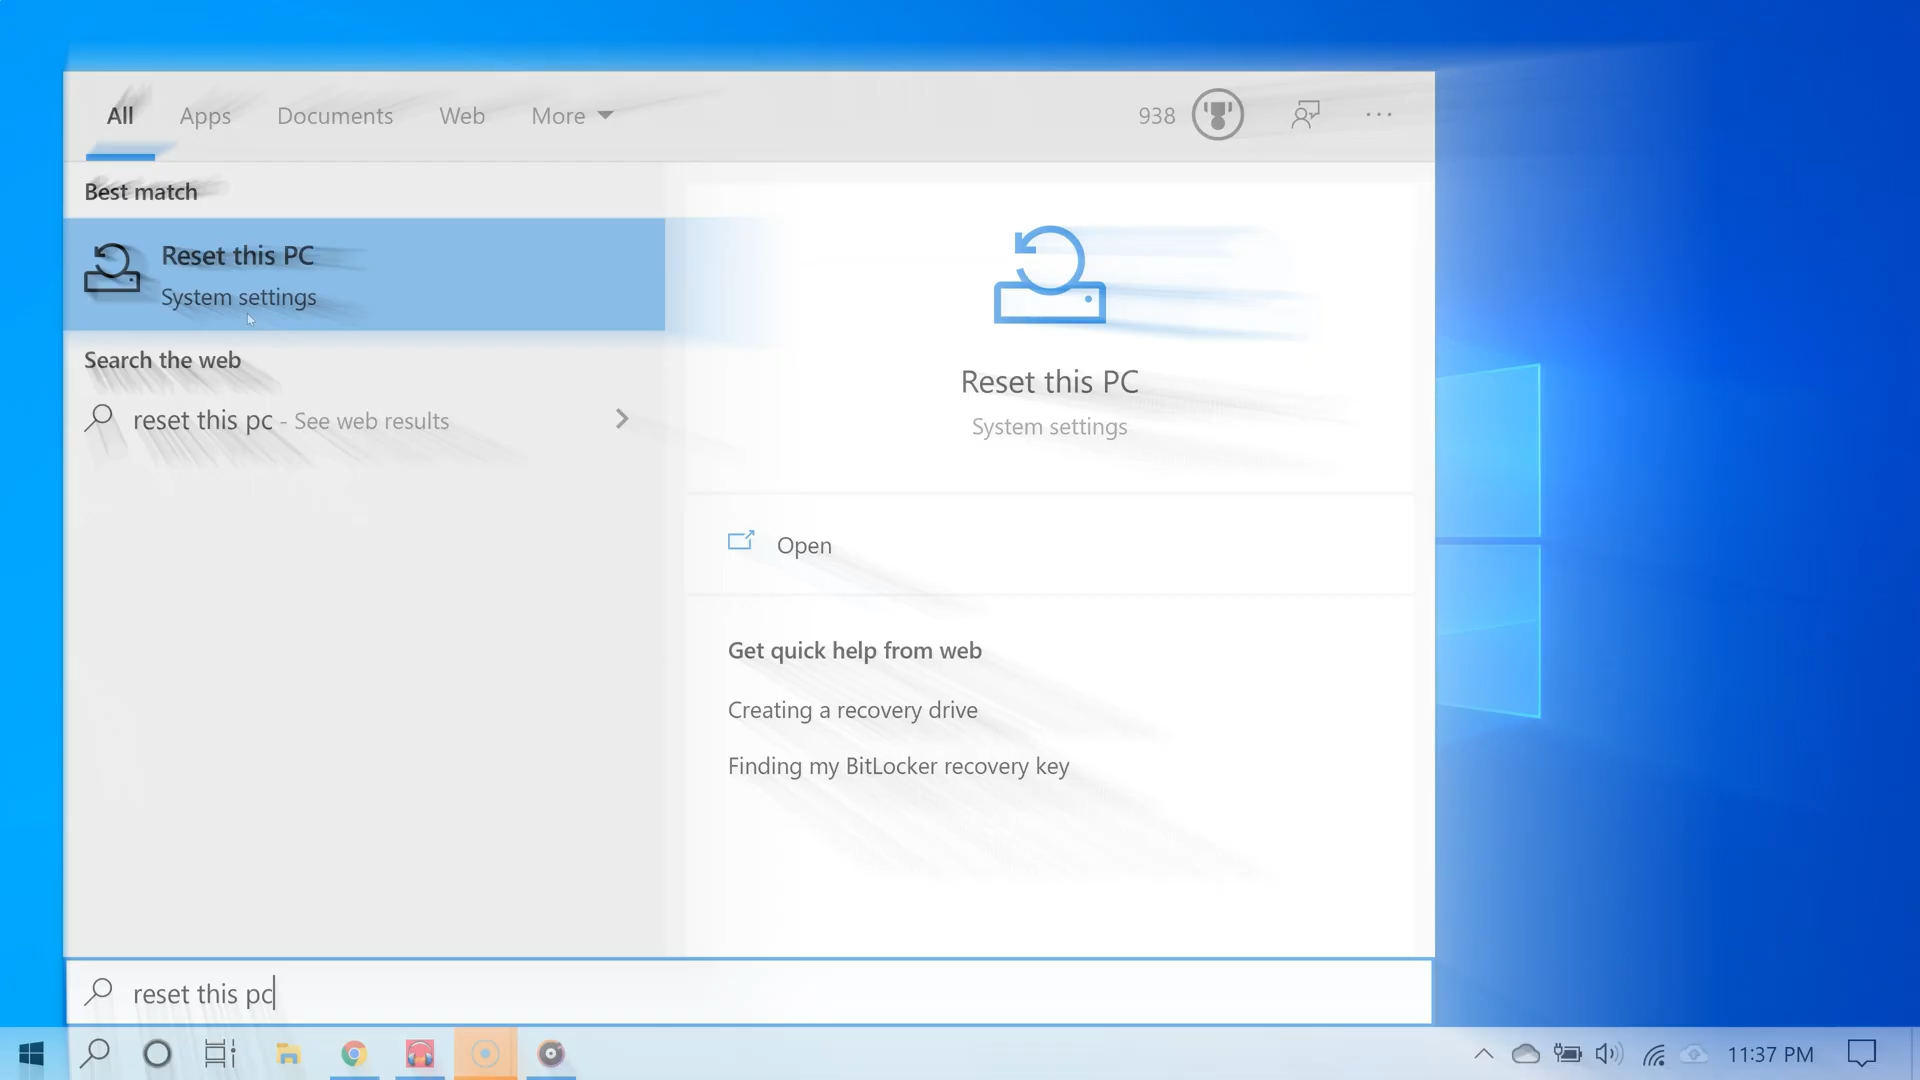 All Apps Documents Web More 938 ...
Best match
Reset this PC
System settings
Search the web
reset this pc - See web results
Reset this PC
System settings
Open
Get quick help from web
Creating a recovery drive
Finding my BitLocker recovery key
reset this pc
11:37 PM